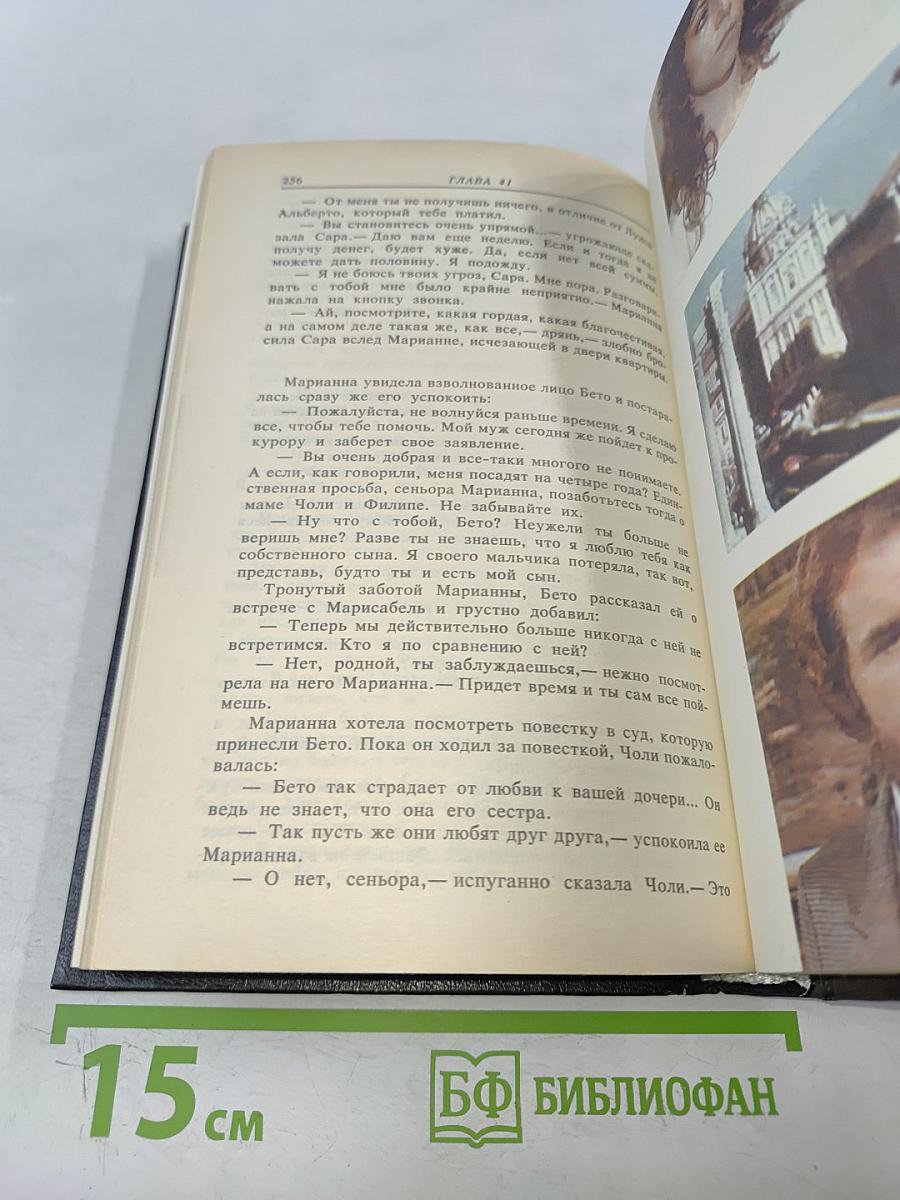 256
ГЛАВА 41
— От меня ты не получишь ничего, в отличие от Луиса
Альберто, который тебе платил.
— Вы становитесь очень упрямой...— угрожающе ска-
зала Сара.— Даю вам еще неделю. Если и тогда я не
получу денег, будет хуже. Да, если нет всей суммы,
можете дать половину. Я подожду.
— Я не боюсь твоих угроз, Сара. Мне пора. Разговари-
вать с тобой мне было крайне неприятно.— Марианна
нажала на кнопку звонка.
— Ай, посмотрите, какая гордая, какая благочестивая,
а на самом деле такая же, как все,— дрянь,— злобно бро-
сила Сара вслед Марианне, исчезающей в двери квартиры.
Марианна увидела взволнованное лицо Бето и постара-
лась сразу же его успокоить:
— Пожалуйста, не волнуйся раньше времени. Я сделаю
все, чтобы тебе помочь. Мой муж сегодня же пойдет к про-
курору и заберет свое заявление.
— Вы очень добрая и все-таки многого не понимаете.
А если, как говорили, меня посадят на четыре года? Един-
ственная просьба, сеньора Марианна, позаботьтесь тогда о
маме Чоли и Филипе. Не забывайте их.
— Ну что с тобой, Бето? Неужели ты больше не
веришь мне? Разве ты не знаешь, что я люблю тебя как
собственного сына. Я своего мальчика потеряла, так вот,
представь, будто ты и есть мой сын.
Тронутый заботой Марианны, Бето рассказал ей о
встрече с Марисабель и грустно добавил:
— Теперь мы действительно больше никогда с ней не
встретимся. Кто я по сравнению с ней?
— Нет, родной, ты заблуждаешься,— нежно посмот-
рела на него Марианна.— Придет время и ты сам все пой-
мешь.
Марианна хотела посмотреть повестку в суд, которую
принесли Бето. Пока он ходил за повесткой, Чоли пожало-
валась:
— Бето так страдает от любви к вашей дочери... Он
ведь не знает, что она его сестра.
— Так пусть же они любят друг друга,— успокоила ее
Марианна.
— О нет, сеньора,— испуганно сказала Чоли.— Это
15 см
БФ БИБЛИОФАН